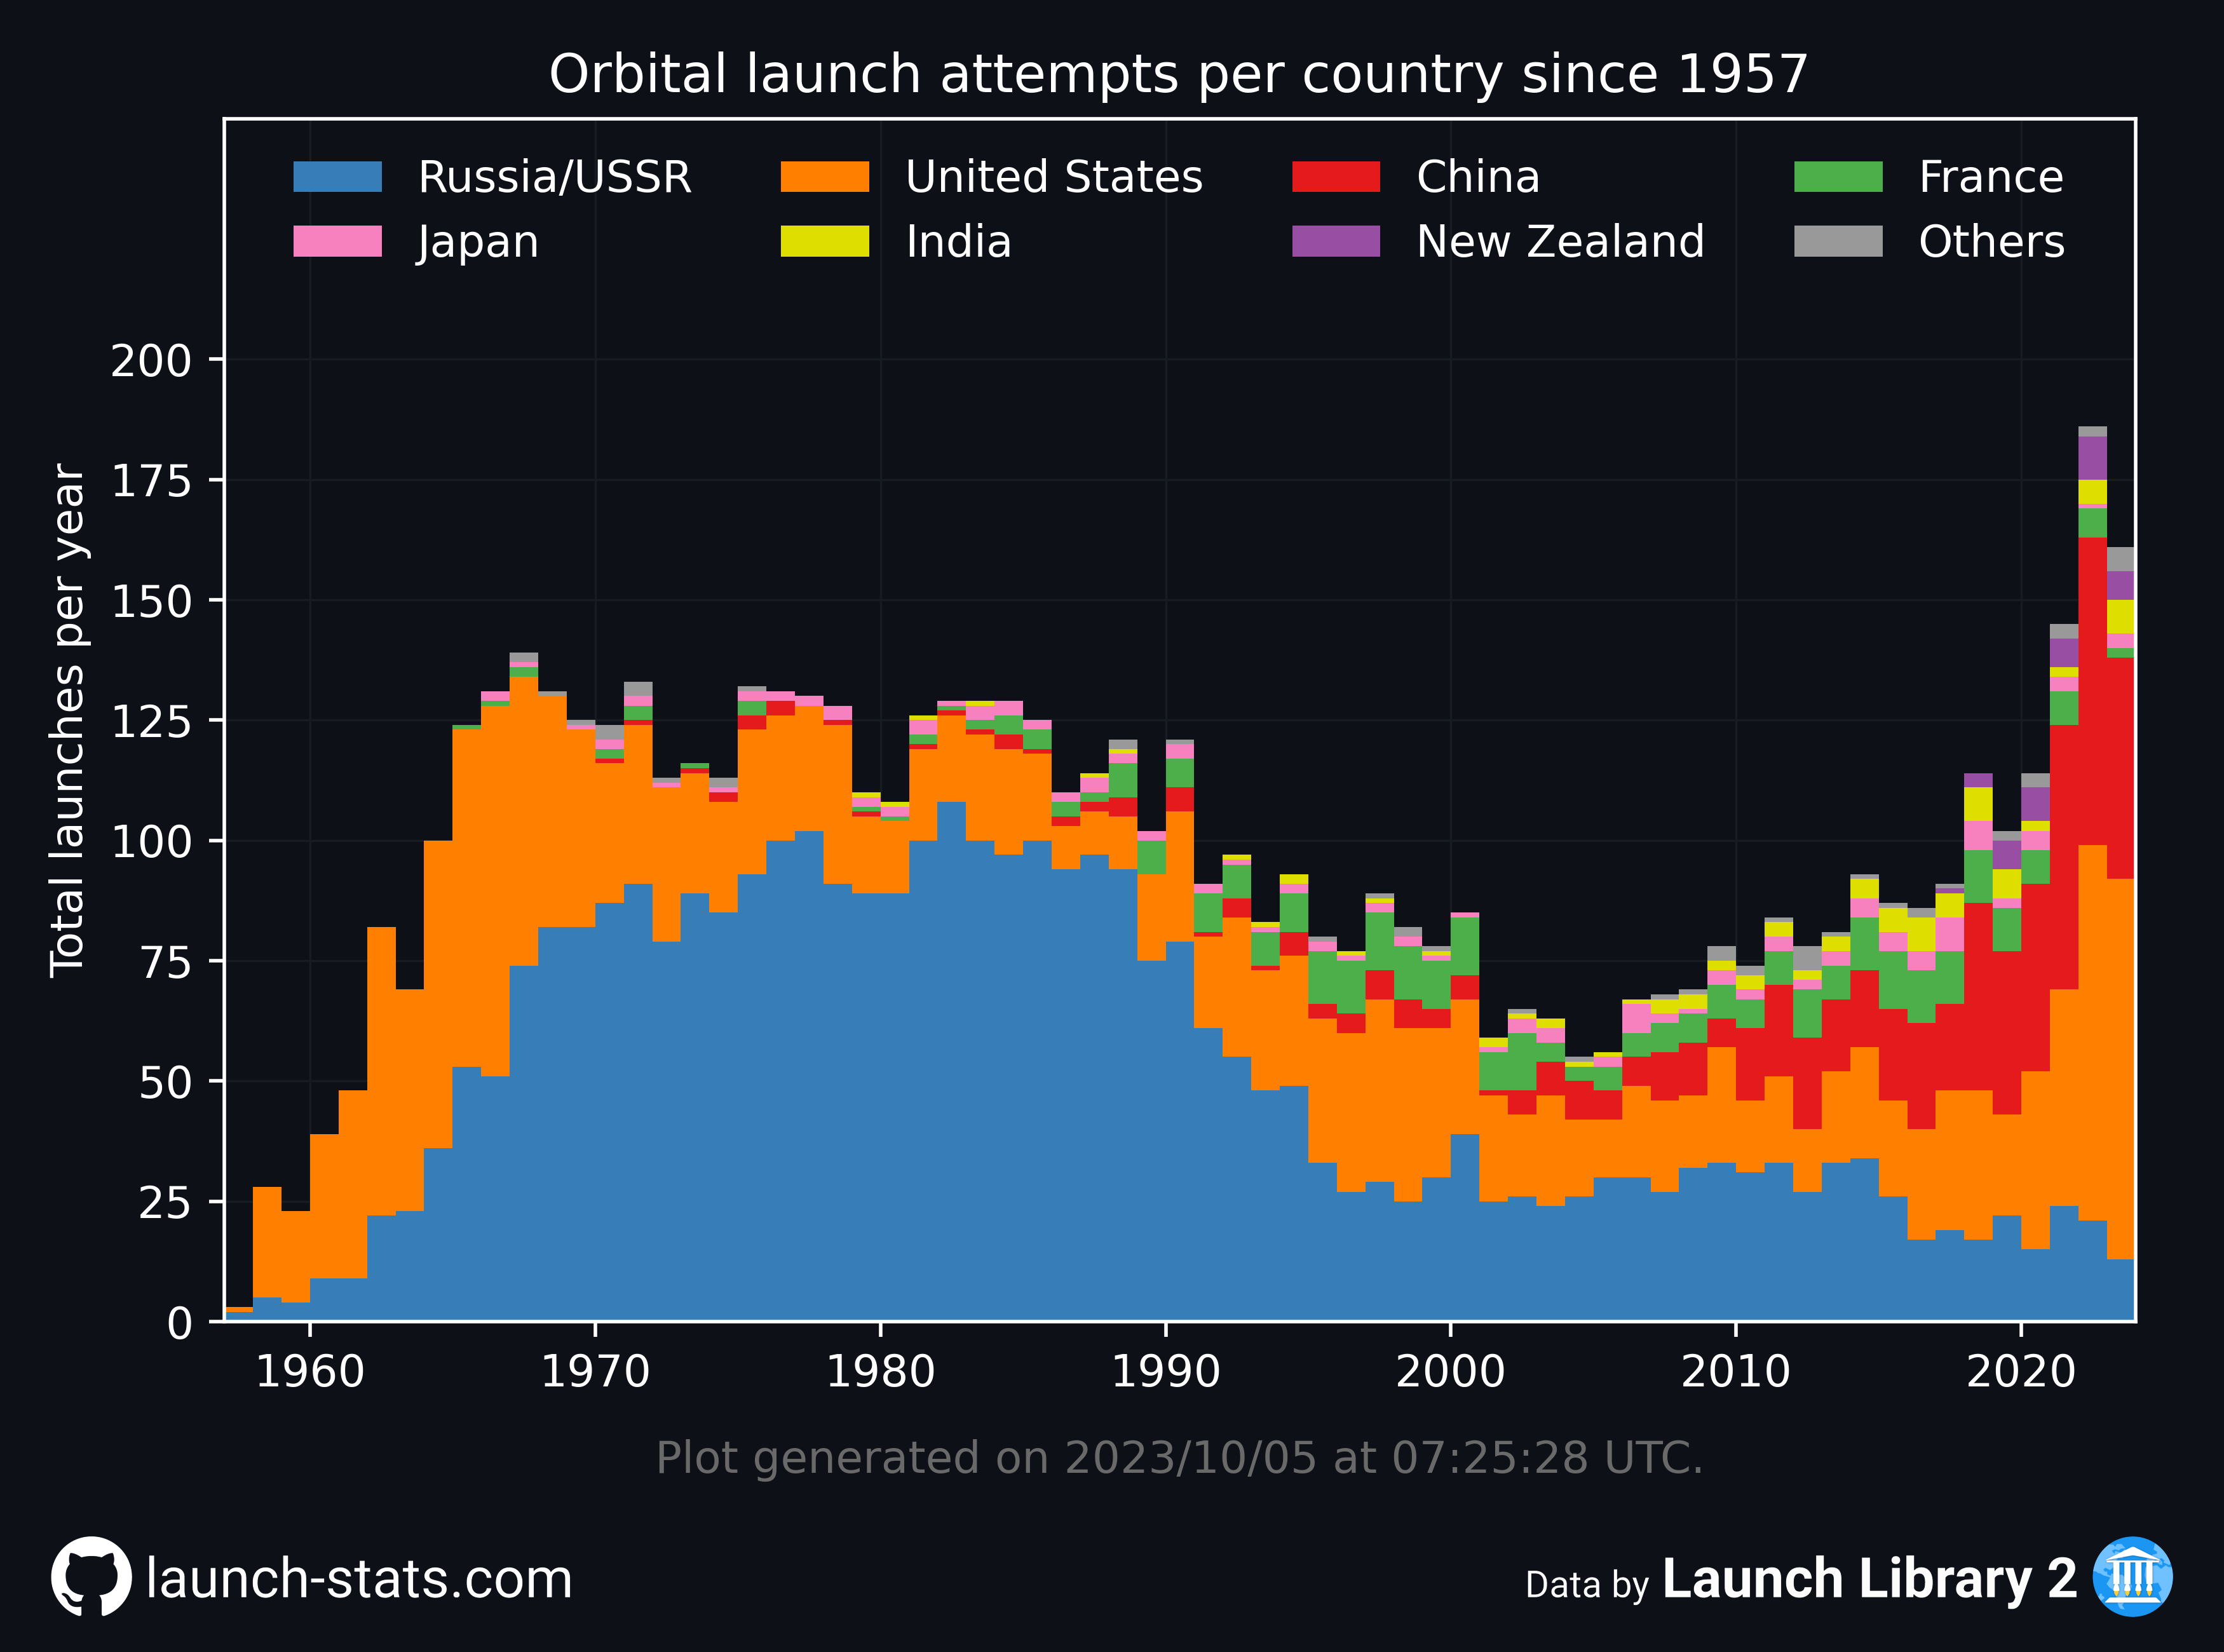 Orbital launch attempts per country since 1957
Russia/USSR United States China France
Japan India New Zealand Others
Total launches per year
200
175
150
125
100
75
50
25
0
1960 1970 1980 1990 2000 2010 2020
Plot generated on 2023/10/05 at 07:25:28 UTC.
launch-stats.com
Data by Launch Library 2